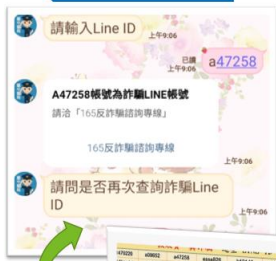 請輸入Line ID
上午9:06
已讀
上午9:06
a47258
A47258帳號為詐騙LINE帳號
請洽「165反詐騙諮詢專線」
165反詐騙諮詢專線
上午9:06
請問是否再次查詢詐騙Line
ID
上午9:06
a47258